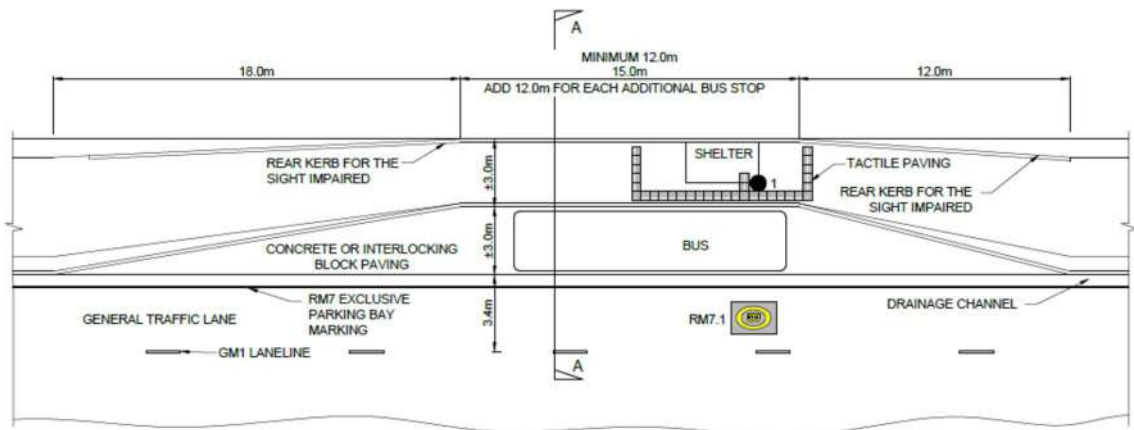 A
MINIMUM 12.0m
18.0m
15.0m
12.0m
ADD 12.0m FOR EACH ADDITIONAL BUS STOP
REAR KERB FOR THE
SIGHT IMPAIRED
±3.0m
SHELTER
1
TACTILE PAVING
REAR KERB FOR THE
SIGHT IMPAIRED
CONCRETE OR INTERLOCKING
BLOCK PAVING
±3.0m
BUS
RM7 EXCLUSIVE
PARKING BAY
MARKING
DRAINAGE CHANNEL
GENERAL TRAFFIC LANE
3.4m
RM7.1
GM1 LANELINE
A